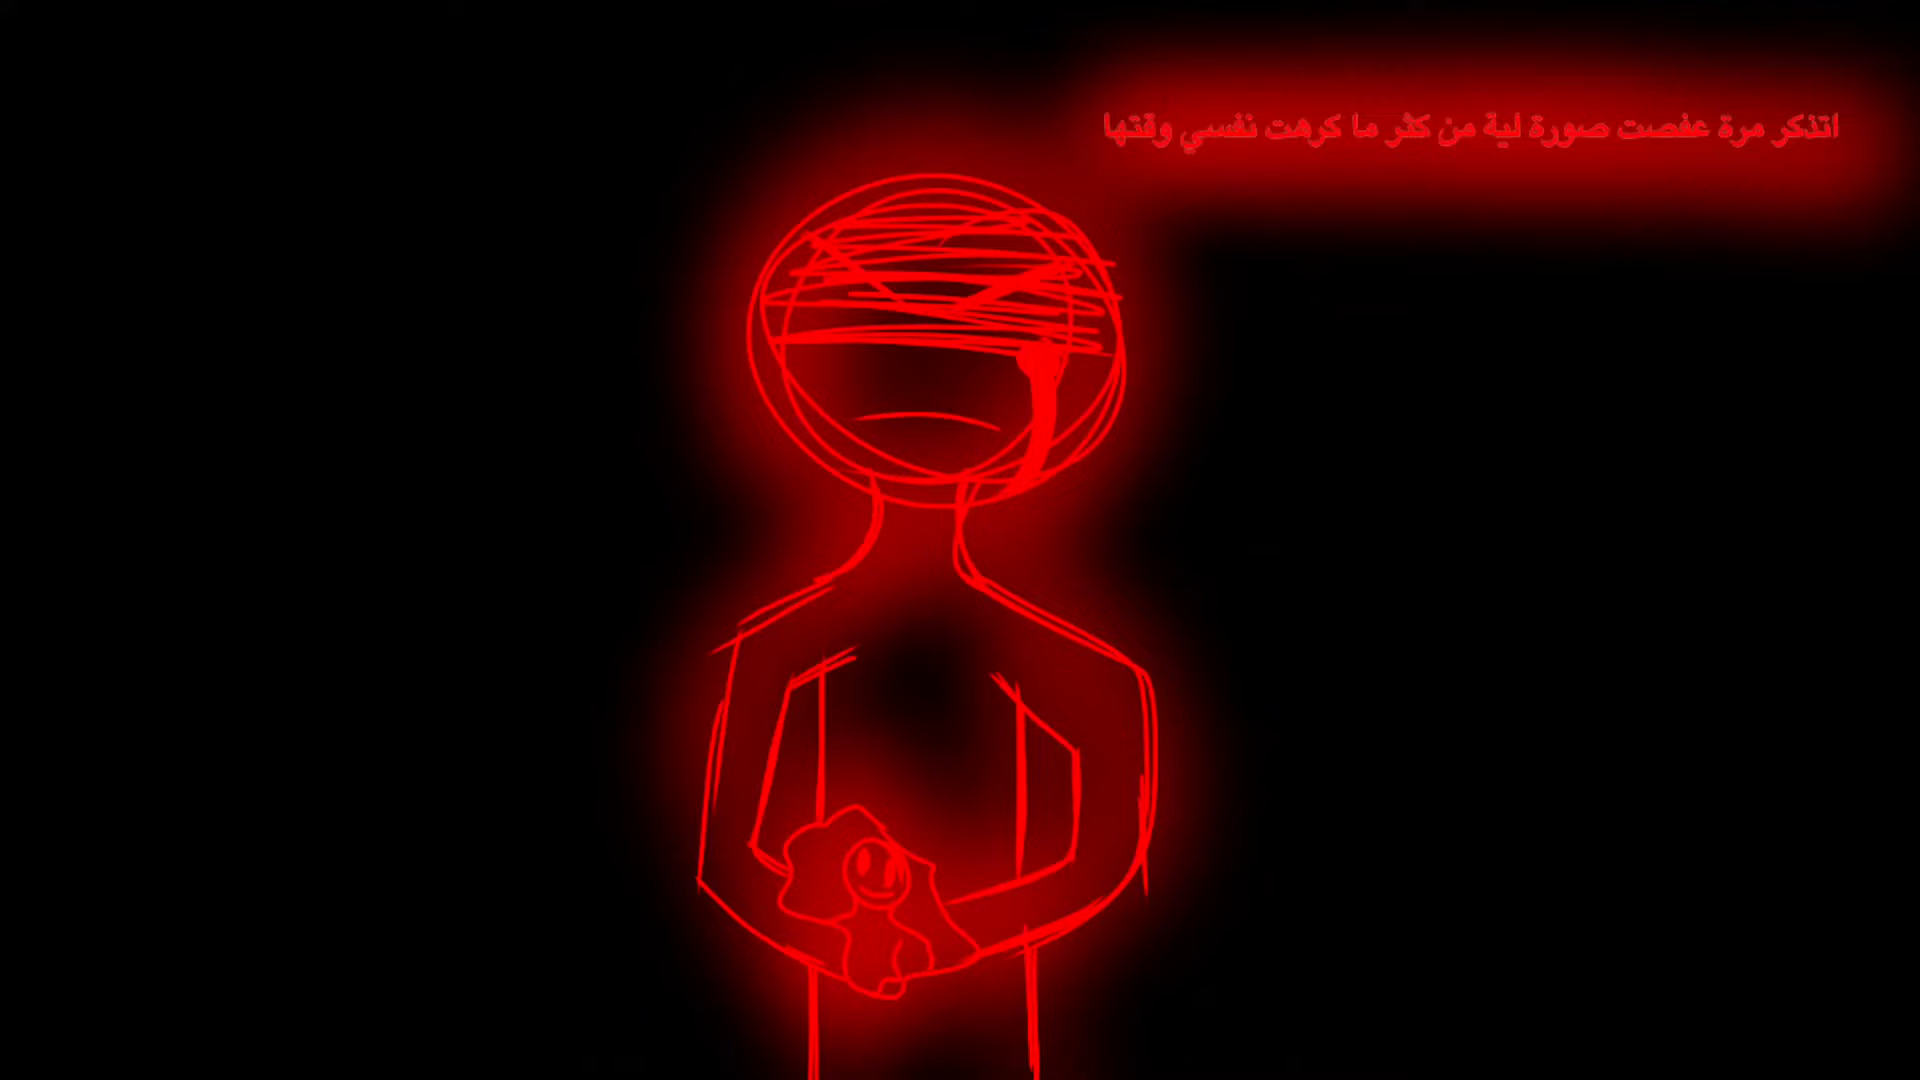 اتذكر مرة عفصت صورة لية من كثر ما كرهت نفسي وقتها